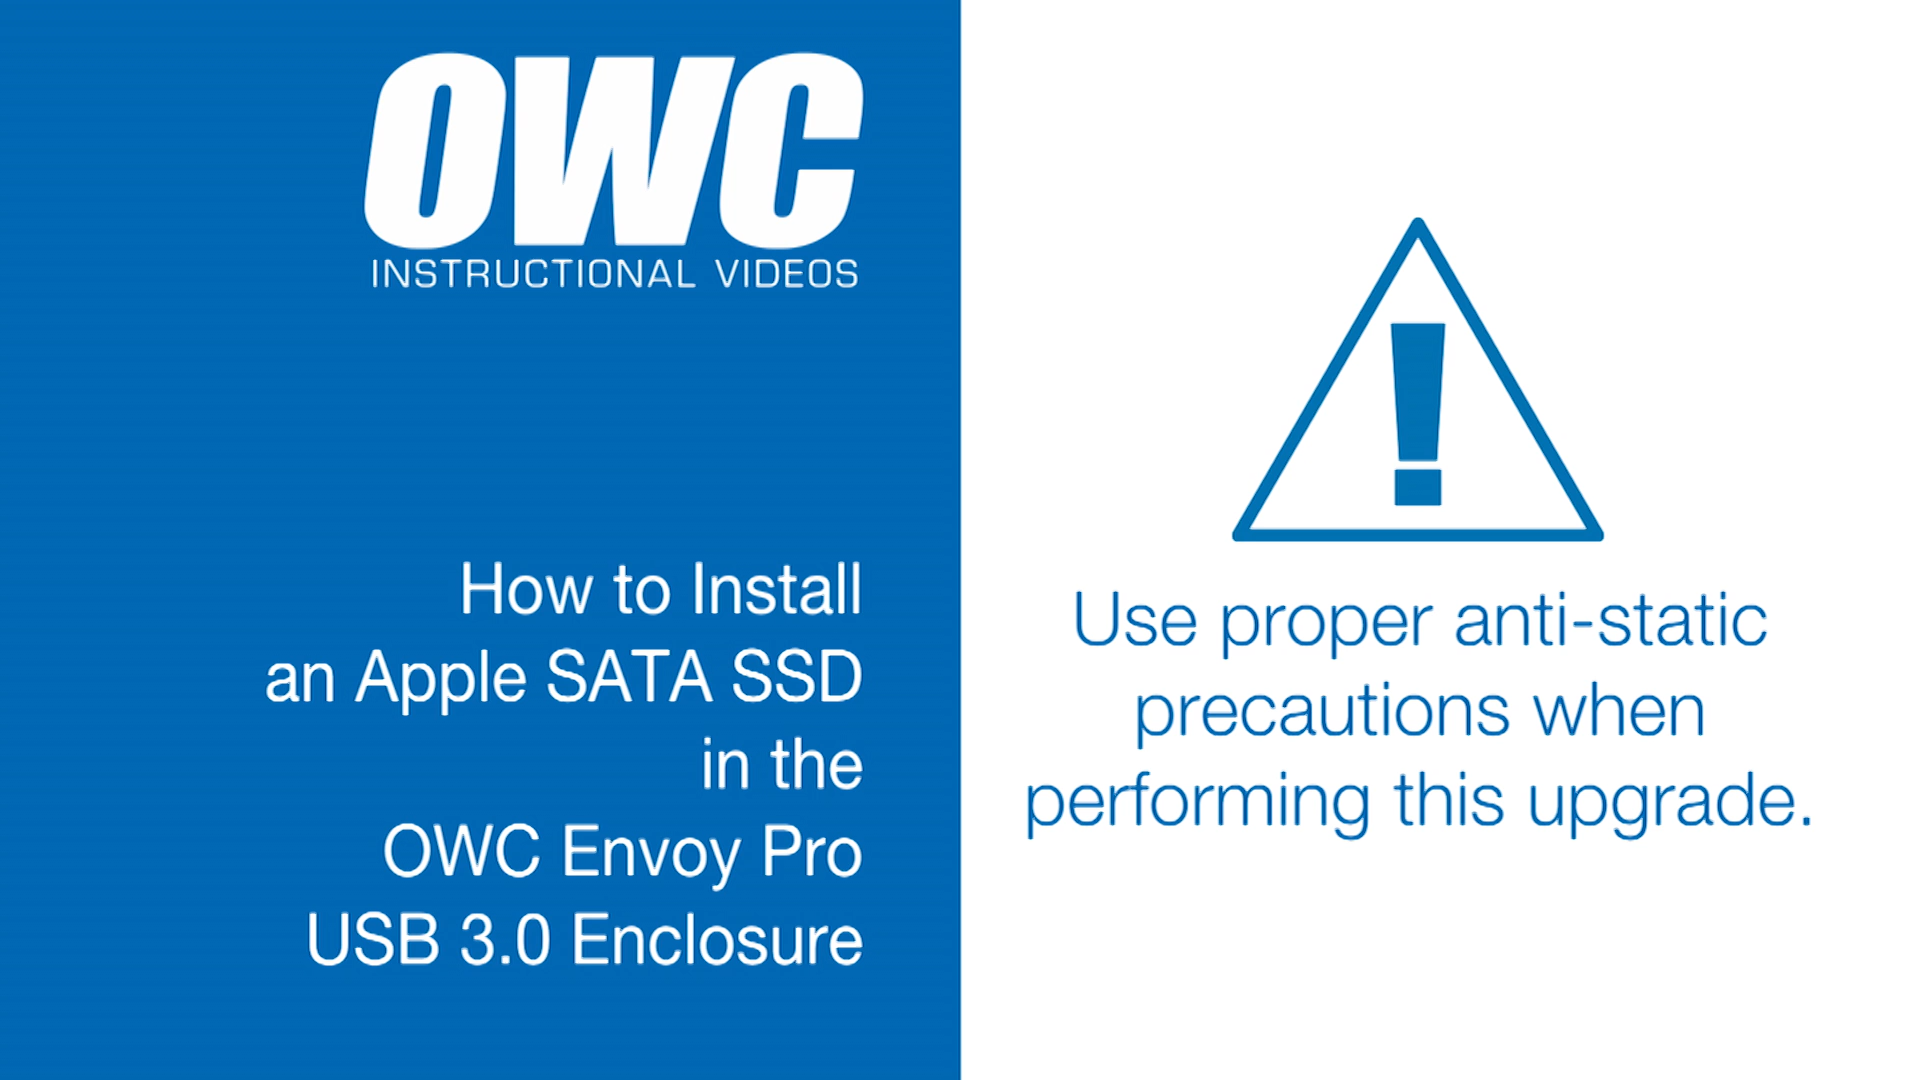 OWC
INSTRUCTIONAL VIDEOS
How to Install
an Apple SATA SSD
in the
OWC Envoy Pro
USB 3.0 Enclosure
!
Use proper anti-static
precautions when
performing this upgrade.